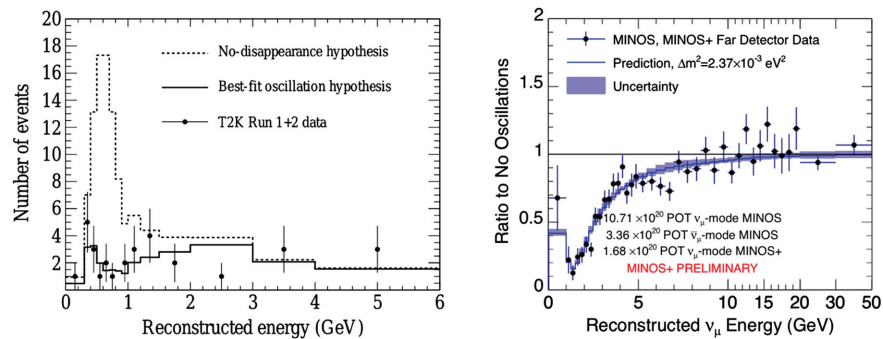 20
18
16
14
12
10
8
6
4
2
0
1
2
3
4
5
6
Number of events
Reconstructed energy (GeV)
No-disappearance hypothesis
Best-fit oscillation hypothesis
T2K Run 1+2 data
2
1.5
1
0.5
0
0
5
10
15
20
30
50
Ratio to No Oscillations
Reconstructed νμ Energy (GeV)
MINOS, MINOS+ Far Detector Data
Prediction, Δm²=2.37×10⁻³ eV²
Uncertainty
10.71 ×10²⁰ POT νμ-mode MINOS
3.36 ×10²⁰ POT ν̄μ-mode MINOS
1.68 ×10²⁰ POT νμ-mode MINOS+
MINOS+ PRELIMINARY